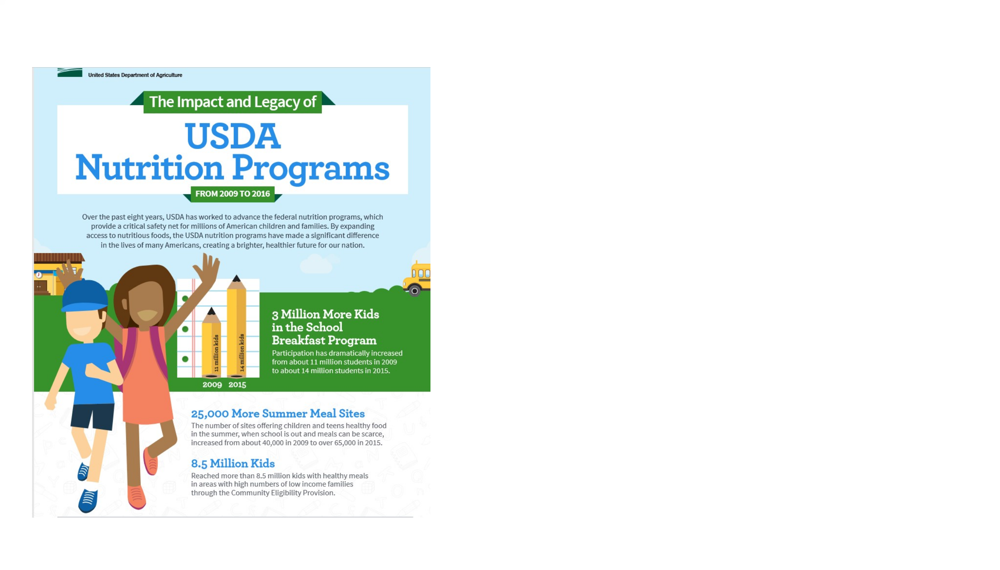 United States Department of Agriculture
The Impact and Legacy of
USDA
Nutrition Programs
FROM 2009 TO 2016
Over the past eight years, USDA has worked to advance the federal nutrition programs, which
provide a critical safety net for millions of American children and families. By expanding
access to nutritious foods, the USDA nutrition programs have made a significant difference
in the lives of many Americans, creating a brighter, healthier future for our nation.
11 million kids
14 million kids
2009 2015
3 Million More Kids
in the School
Breakfast Program
Participation has dramatically increased
from about 11 million students in 2009
to about 14 million students in 2015.
25,000 More Summer Meal Sites
The number of sites offering children and teens healthy food
in the summer, when school is out and meals can be scarce,
increased from about 40,000 in 2009 to over 65,000 in 2015.
8.5 Million Kids
Reached more than 8.5 million kids with healthy meals
in areas with high numbers of low income families
through the Community Eligibility Provision.